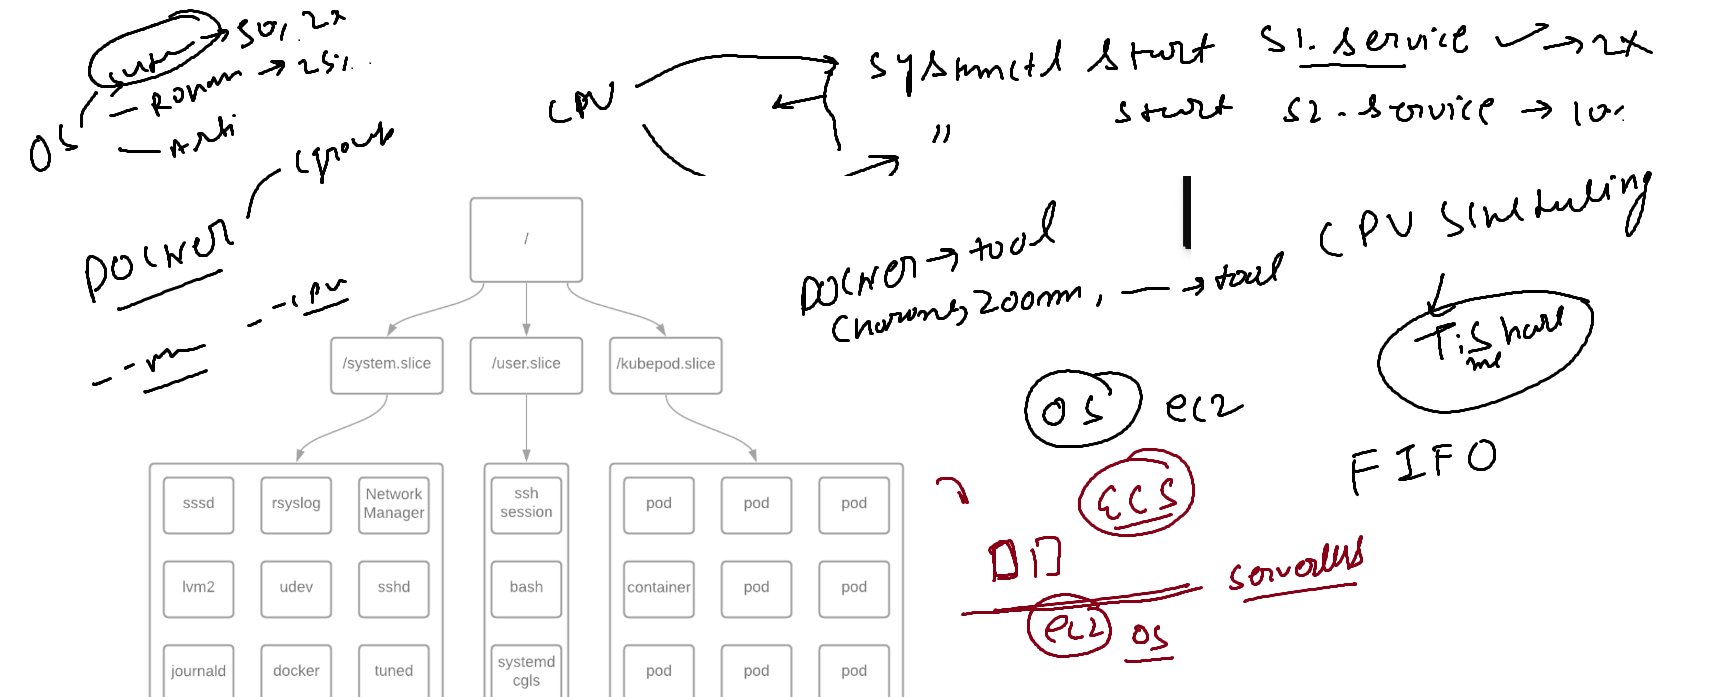 50% 2x
Ronan → 25%
OS
Arti
cgroup
DOCKER
cpu
CPU
systemctl start S1.service → 2x
" start S2.service → 10%
CPU Scheduling
Time Share
FIFO
DOCKER → tool
Chrome, zoom, — → tool
OS EC2
ECS
serverless
EC2 OS
/
/system.slice
/user.slice
/kubepod.slice
sssd rsyslog Network Manager
ssh session
pod pod pod
lvm2 udev sshd
bash
container pod pod
journald docker tuned
systemd cgls
pod pod pod